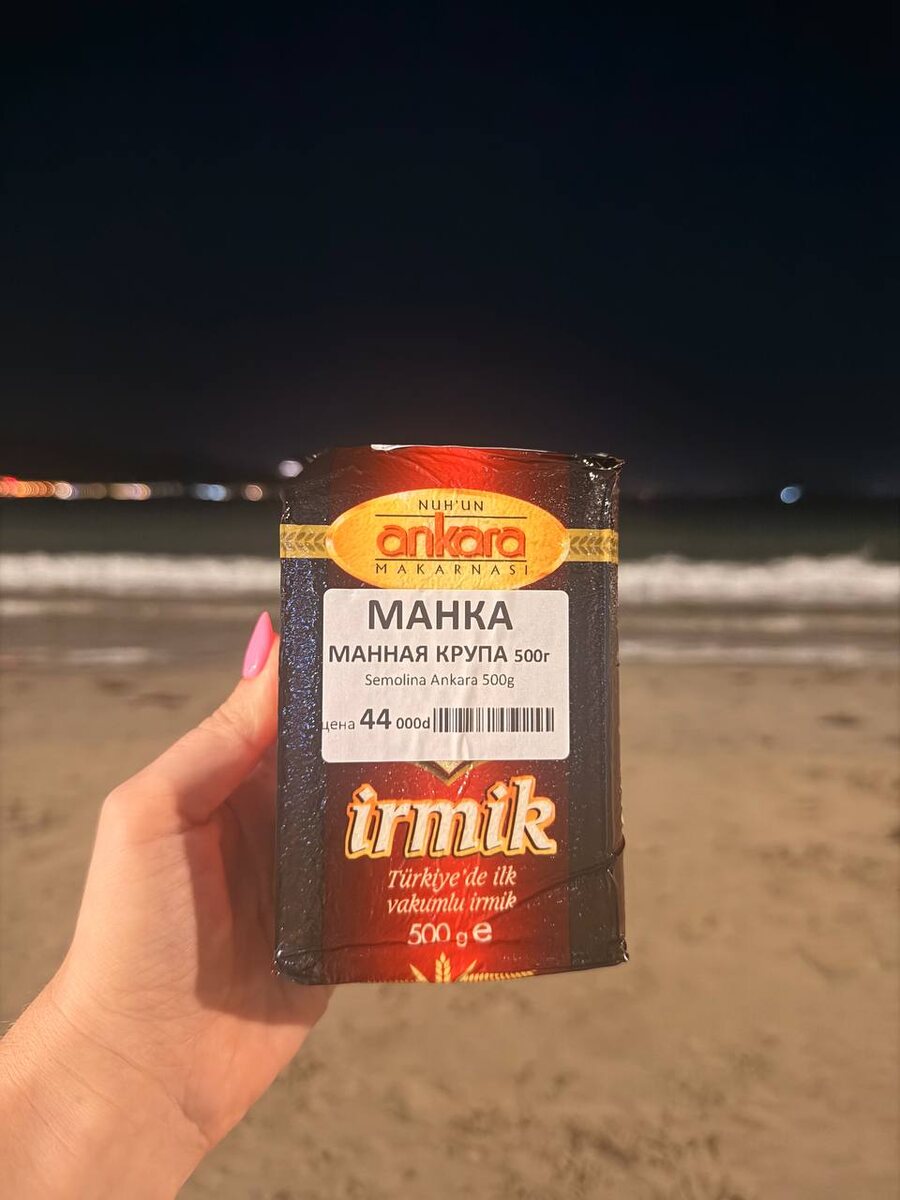 NUH'UN
ankara
MAKARNASI
МАНКА
МАННАЯ КРУПА 500г
Semolina Ankara 500g
цена 44 000d
irmik
Türkiye'de ilk
vakumlu irmik
500 g e